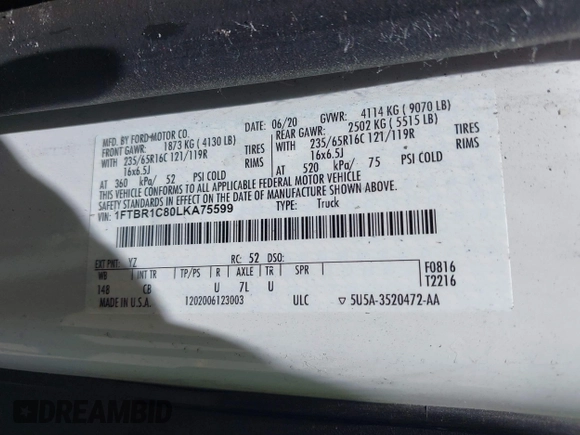 MFD. BY FORD-MOTOR CO.
DATE: 06/20 GVWR: 4114 KG ( 9070 LB)
FRONT GAWR: 1873 KG ( 4130 LB)
REAR GAWR: 2502 KG ( 5515 LB)
WITH 235/65R16C 121/119R TIRES
WITH 235/65R16C 121/119R TIRES
16x6.5J RIMS
16x6.5J RIMS
AT 360 kPa/ 52 PSI COLD
AT 520 kPa/ 75 PSI COLD
THIS VEHICLE CONFORMS TO ALL APPLICABLE FEDERAL MOTOR VEHICLE
SAFETY STANDARDS IN EFFECT ON THE DATE OF MANUFACTURE SHOWN ABOVE.
VIN: 1FTBR1C80LKA75599
TYPE: Truck
EXT PNT: YZ RC: 52 DSO:
WB INT TR TP/PS R AXLE TR SPR
148 CB U 7L U
F0816
T2216
MADE IN U.S.A. 1202006123003 ULC ▽ 5U5A-3520472-AA
DREAMBID